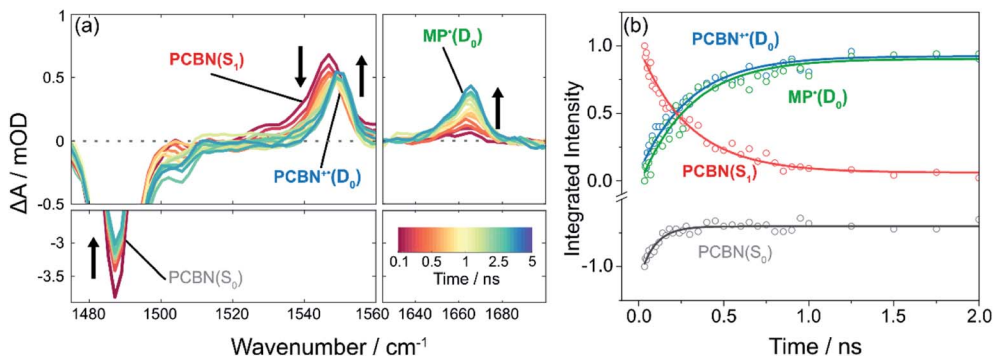 (a)
1
0.5
0
-0.5
-3
-3.5
ΔA / mOD
PCBN(S₁)
MP•(D₀)
PCBN⁺•(D₀)
PCBN(S₀)
0.1 0.5 1 2 5
Time / ns
1480 1500 1520 1540 1560 1640 1660 1680
Wavenumber / cm⁻¹
(b)
1.0
0.5
0.0
-1.0
Integrated Intensity
PCBN⁺•(D₀)
MP•(D₀)
PCBN(S₁)
PCBN(S₀)
0.0 0.5 1.0 1.5 2.0
Time / ns